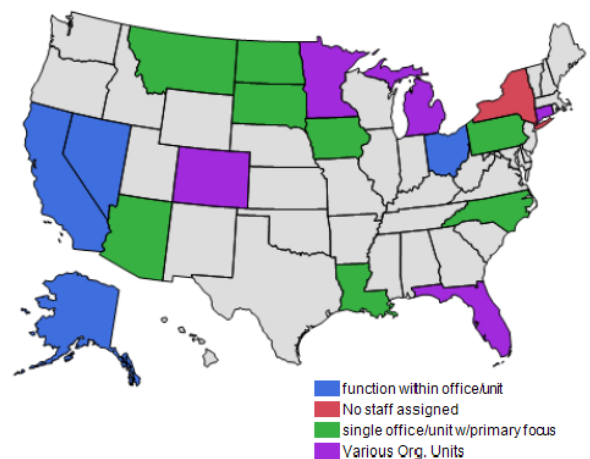 function within office/unit
No staff assigned
single office/unit w/primary focus
Various Org. Units